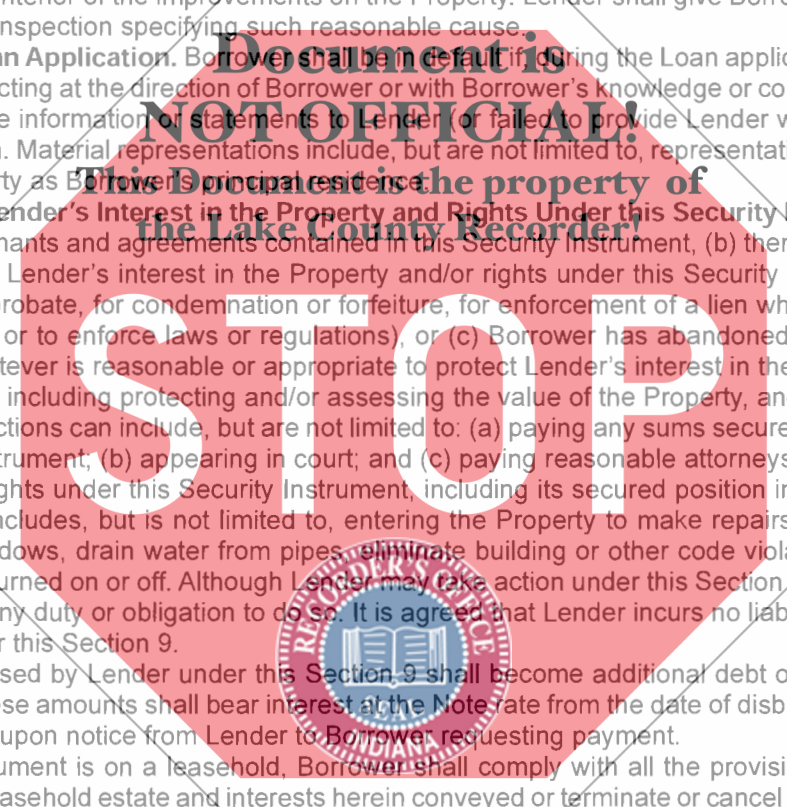 interior of the improvements on the Property. Lender shall give Borro
nspection specifying such reasonable cause.
Document is
n Application. Borrower shall be in default if, during the Loan applic
cting at the direction of Borrower or with Borrower's knowledge or co
NOT OFFICIAL!
e information or statements to Lender (or failed to provide Lender w
. Material representations include, but are not limited to, representati
This Document is the property of
ty as Borrower's principal residence.
ender's Interest in the Property and Rights Under this Security I
the Lake County Recorder!
nants and agreements contained in this Security Instrument, (b) ther
Lender's interest in the Property and/or rights under this Security
robate, for condemnation or forfeiture, for enforcement of a lien wh
or to enforce laws or regulations), or (c) Borrower has abandoned
tever is reasonable or appropriate to protect Lender's interest in the
STOP
including protecting and/or assessing the value of the Property, an
ctions can include, but are not limited to: (a) paying any sums secure
trument; (b) appearing in court; and (c) paying reasonable attorneys
ghts under this Security Instrument, including its secured position in
ncludes, but is not limited to, entering the Property to make repairs
dows, drain water from pipes, eliminate building or other code viola
urned on or off. Although Lender may take action under this Section
ny duty or obligation to do so. It is agreed that Lender incurs no liab
r this Section 9.
RECORDER'S OFFICE
SEAL
INDIANA
sed by Lender under this Section 9 shall become additional debt o
se amounts shall bear interest at the Note rate from the date of disb
upon notice from Lender to Borrower requesting payment.
ument is on a leasehold, Borrower shall comply with all the provisi
easehold estate and interests herein conveyed or terminate or cancel